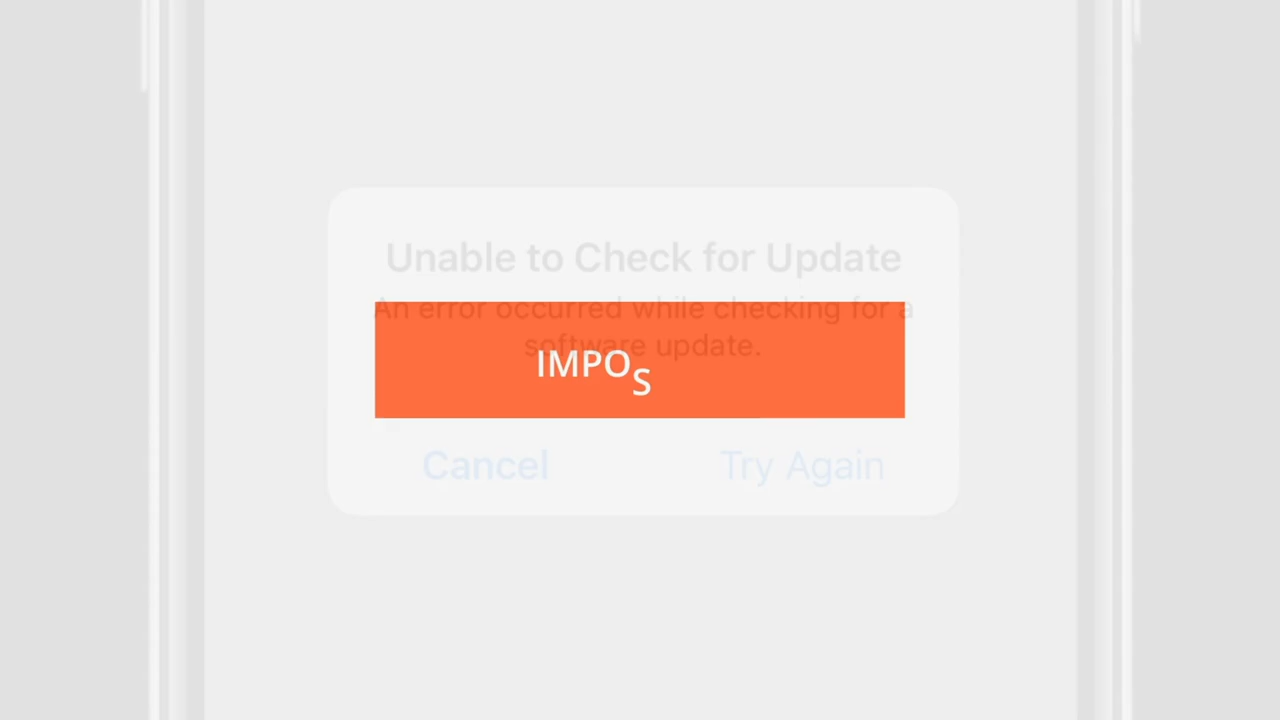 Unable to Check for Update
An error occurred while checking for a
software update.
IMPOS
Cancel
Try Again